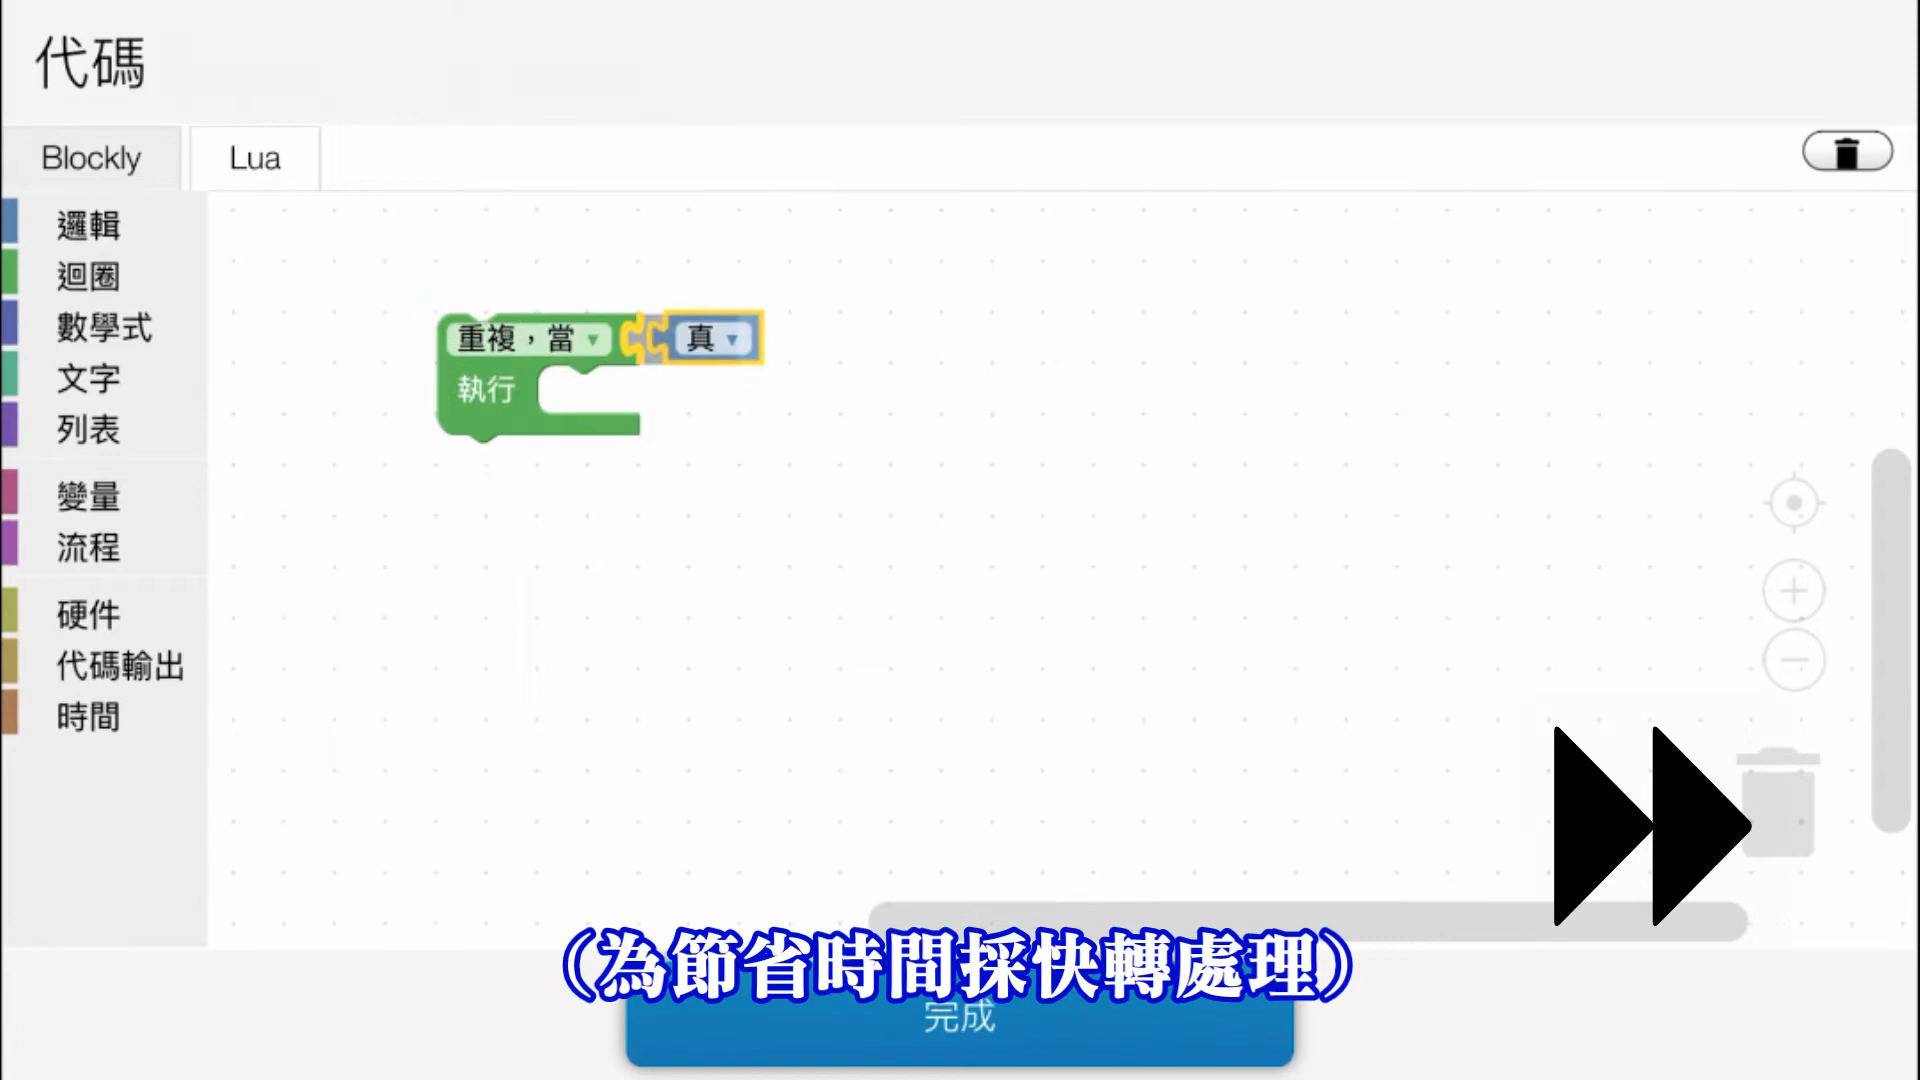 代碼
Blockly
Lua
邏輯
迴圈
數學式
文字
列表
變量
流程
硬件
代碼輸出
時間
重複，當 真
執行
（為節省時間採快轉處理）
完成